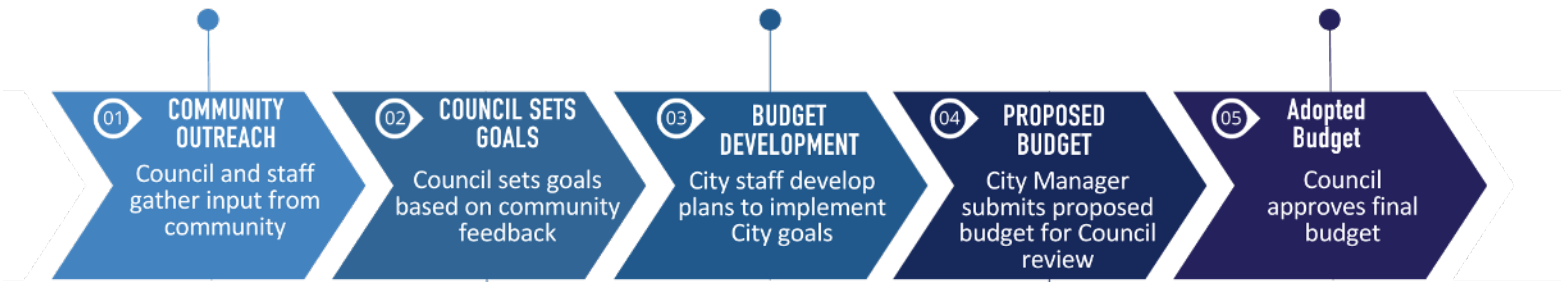 01
COMMUNITY
OUTREACH
Council and staff
gather input from
community
02
COUNCIL SETS
GOALS
Council sets goals
based on community
feedback
03
BUDGET
DEVELOPMENT
City staff develop
plans to implement
City goals
04
PROPOSED
BUDGET
City Manager
submits proposed
budget for Council
review
05
Adopted
Budget
Council
approves final
budget